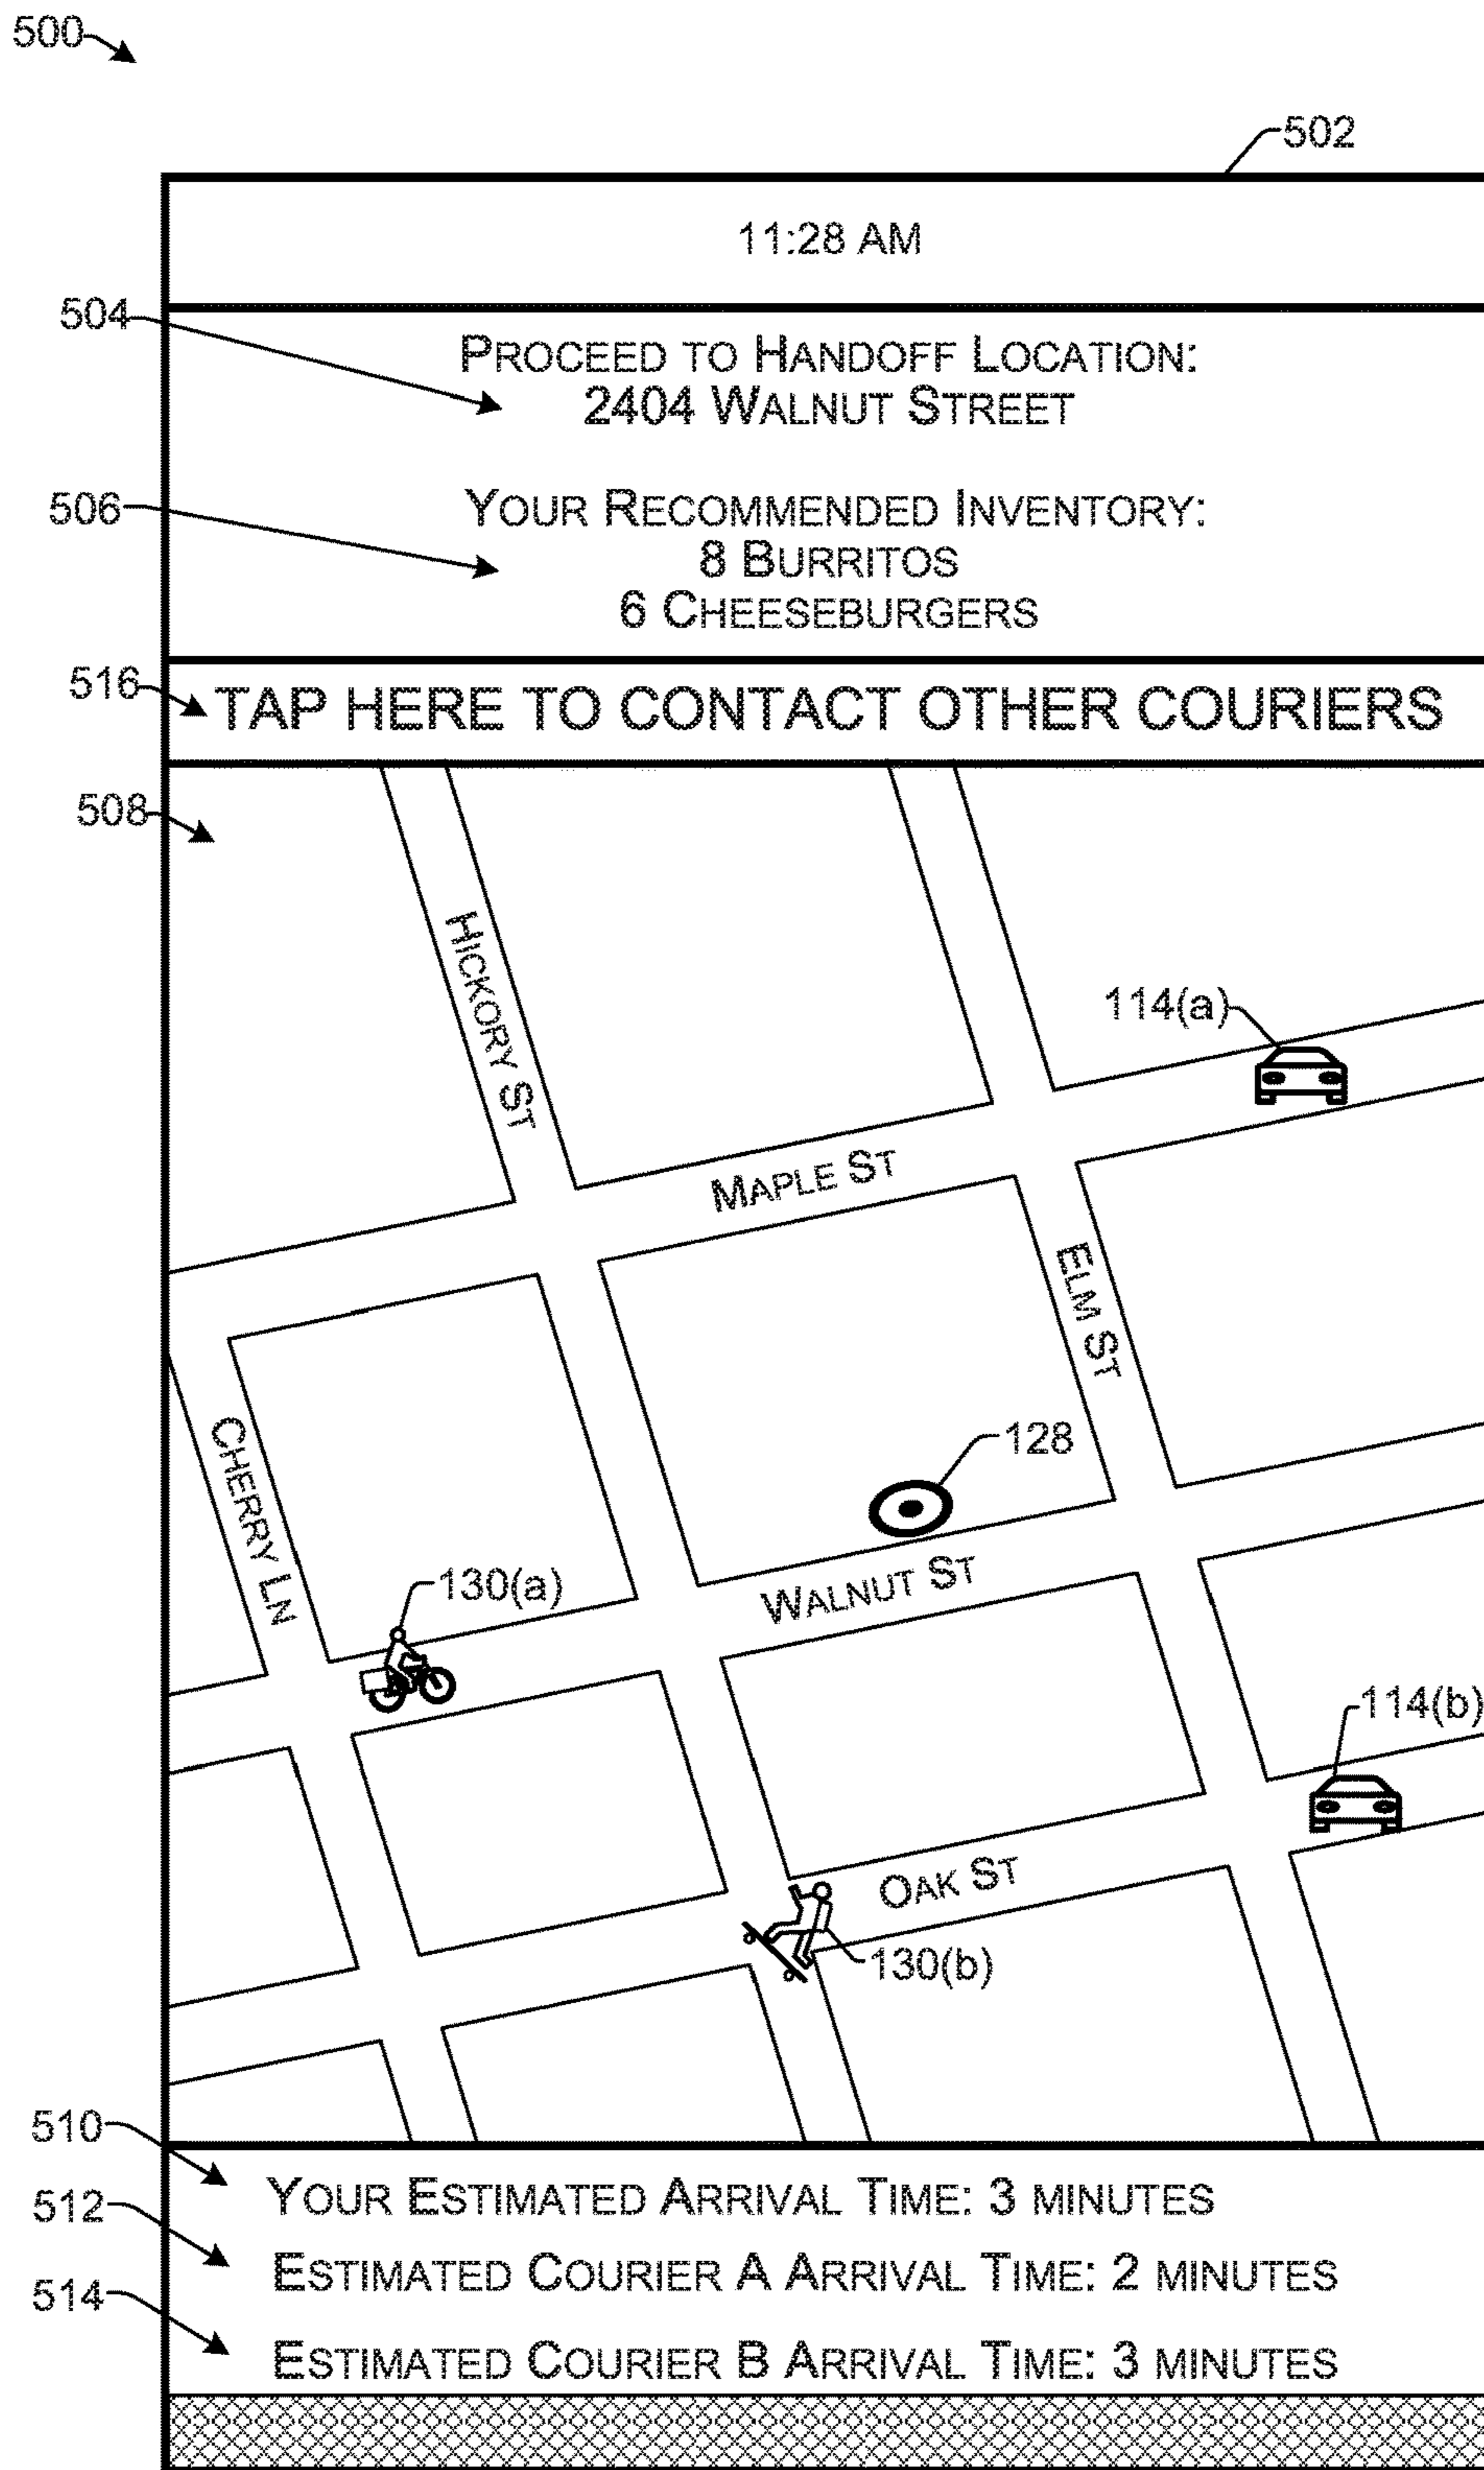 500
502
11:28 AM
504
PROCEED TO HANDOFF LOCATION:
2404 WALNUT STREET
506
YOUR RECOMMENDED INVENTORY:
8 BURRITOS
6 CHEESEBURGERS
516
TAP HERE TO CONTACT OTHER COURIERS
508
HICKORY ST
114(a)
MAPLE ST
ELM ST
CHERRY LN
128
130(a)
WALNUT ST
114(b)
OAK ST
130(b)
510
YOUR ESTIMATED ARRIVAL TIME: 3 MINUTES
512
ESTIMATED COURIER A ARRIVAL TIME: 2 MINUTES
514
ESTIMATED COURIER B ARRIVAL TIME: 3 MINUTES